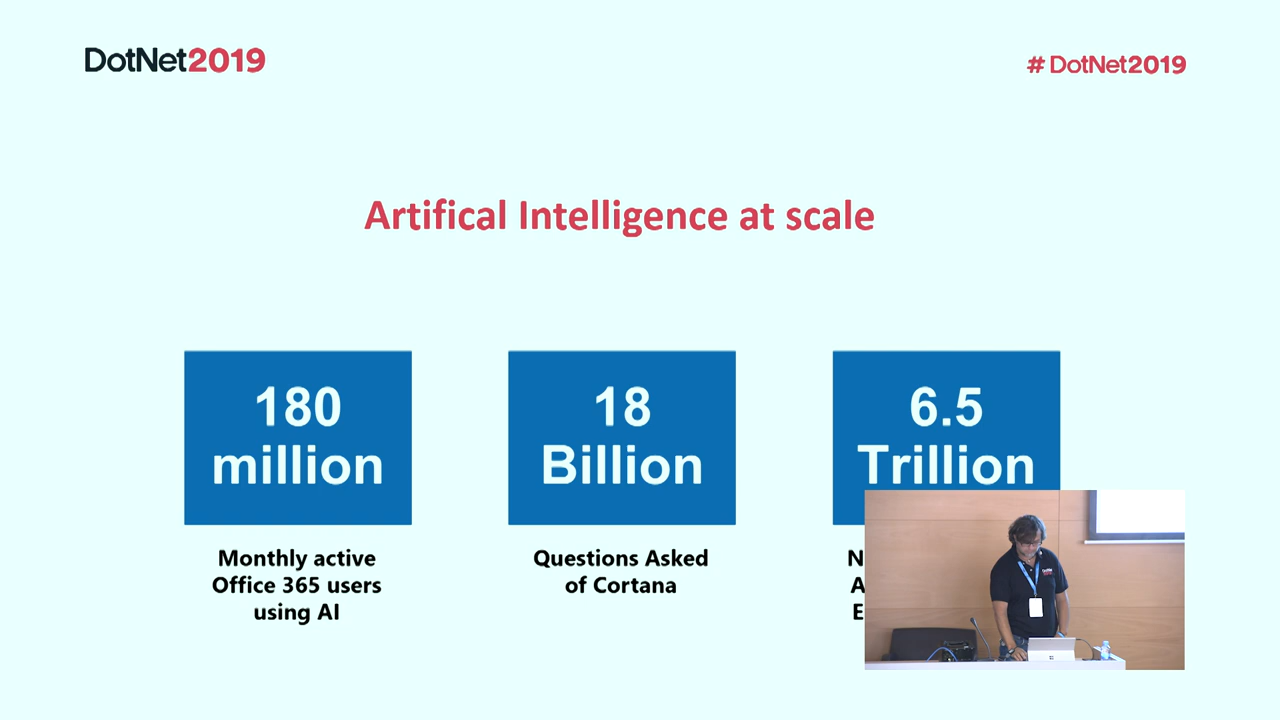 DotNet2019
# DotNet2019
Artifical Intelligence at scale
180
million
18
Billion
6.5
Trillion
Monthly active
Office 365 users
using AI
Questions Asked
of Cortana